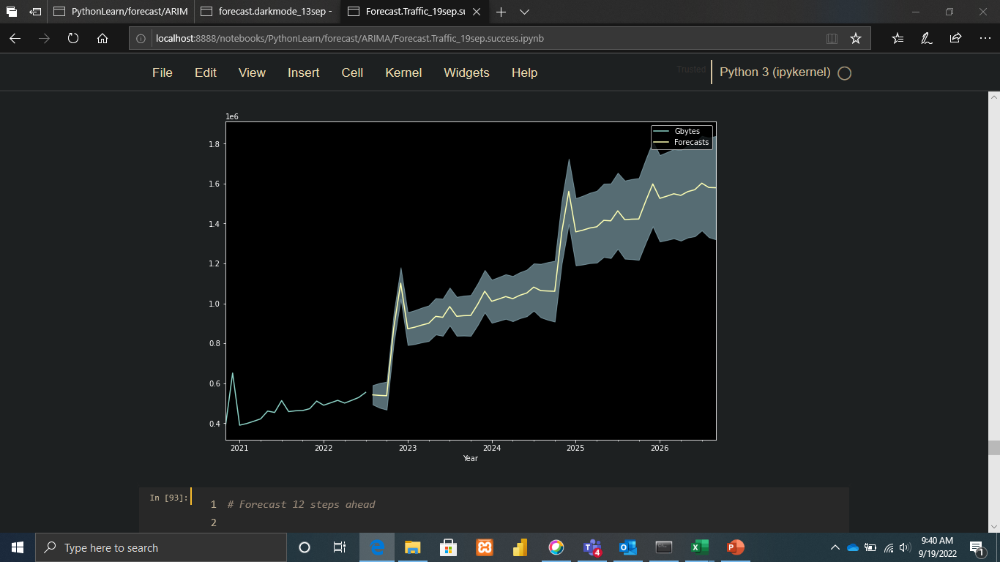 PythonLearn/forecast/ARIM
forecast.darkmode_13sep -
Forecast.Traffic_19sep.su
localhost:8888/notebooks/PythonLearn/forecast/ARIMA/Forecast.Traffic_19sep.success.ipynb
File Edit View Insert Cell Kernel Widgets Help Trusted Python 3 (ipykernel)
1e6
Gbytes
Forecasts
1.8
1.6
1.4
1.2
1.0
0.8
0.6
0.4
2021 2022 2023 2024 2025 2026
Year
In [93]:
1 # Forecast 12 steps ahead
2
Type here to search
4
9:40 AM
9/19/2022
1